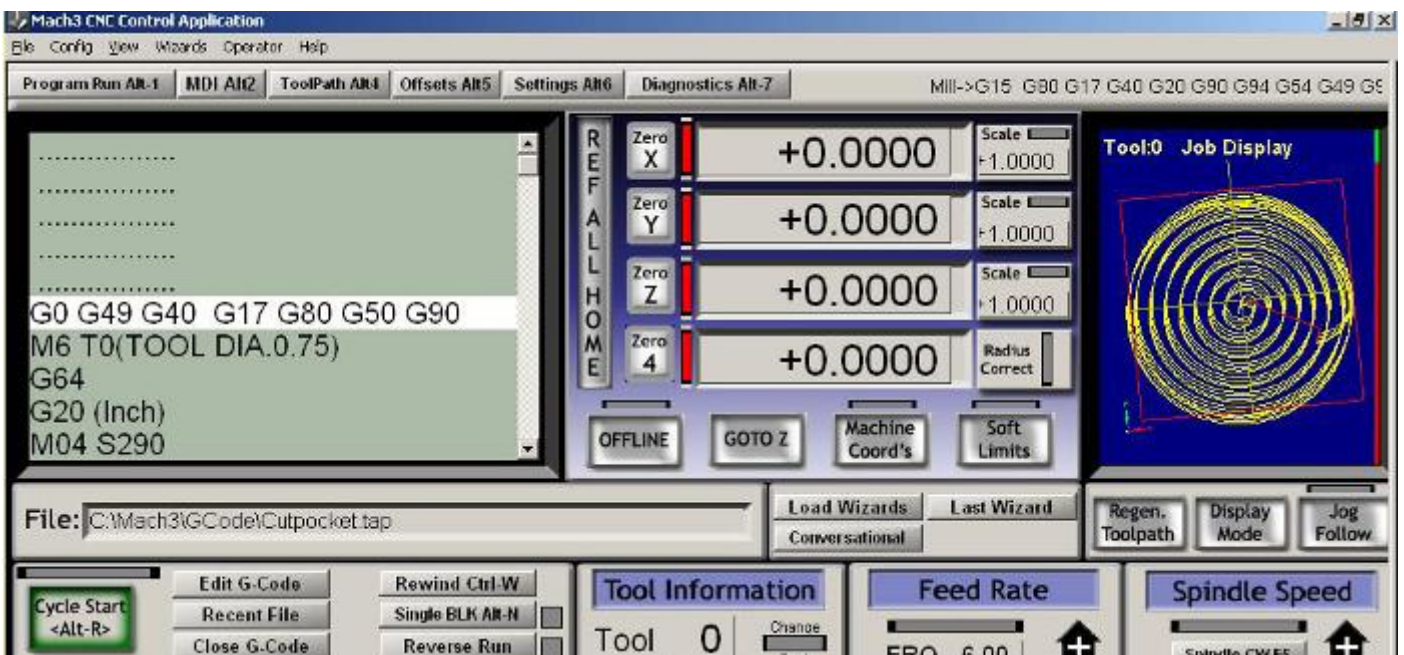 Mach3 CNC Control Application
File Config View Wizards Operator Help
Program Run Alt-1 MDI Alt2 ToolPath Alt4 Offsets Alt5 Settings Alt6 Diagnostics Alt-7 Mill->G15 G80 G17 G40 G20 G90 G94 G54 G49
................
................
................
................
................
G0 G49 G40 G17 G80 G50 G90
M6 T0(TOOL DIA.0.75)
G64
G20 (Inch)
M04 S290
REF ALL HOME
Zero X +0.0000 Scale +1.0000
Zero Y +0.0000 Scale +1.0000
Zero Z +0.0000 Scale +1.0000
Zero 4 +0.0000 Radius Correct
OFFLINE GOTO Z Machine Coord's Soft Limits
Tool:0 Job Display
File: C:\Mach3\GCode\Cutpocket.tap
Load Wizards Last Wizard
Conversational
Regen. Toolpath Display Mode Jog Follow
Cycle Start <Alt-R>
Edit G-Code Rewind Ctrl-W
Recent File Single BLK Alt-N
Close G-Code Reverse Run
Tool Information
Tool 0 Change
Feed Rate
FRO 6.00 +
Spindle Speed
Spindle CW F5 +